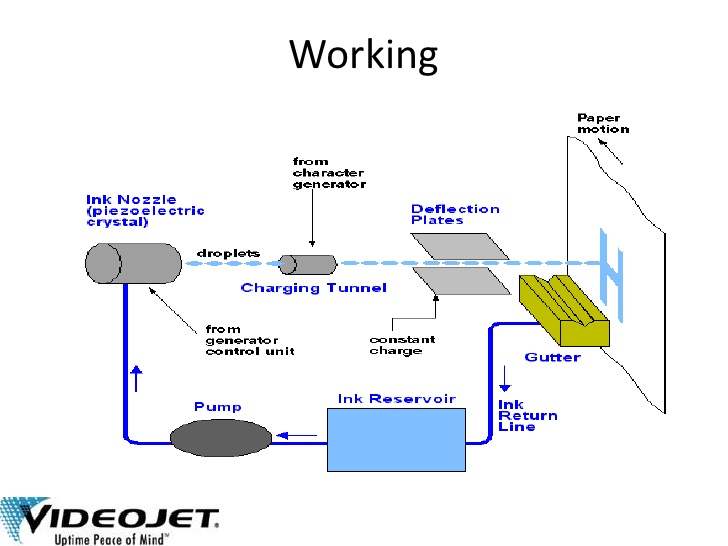 Working
Paper
motion
from
character
generator
Ink Nozzle
(piezoelectric
crystal)
Deflection
Plates
droplets
Charging Tunnel
from
generator
control unit
constant
charge
Gutter
Ink Reservoir
Pump
Ink
Return
Line
VIDEOJET.
Uptime Peace of Mind™